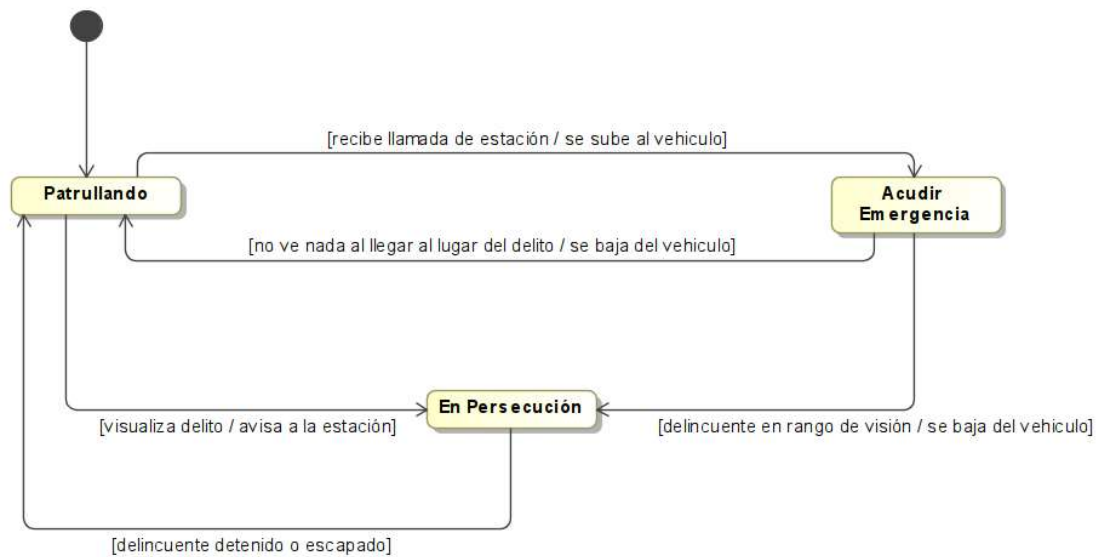 [recibe llamada de estación / se sube al vehiculo]
Patrullando
Acudir
Emergencia
[no ve nada al llegar al lugar del delito / se baja del vehiculo]
En Persecución
[visualiza delito / avisa a la estación]
[delincuente en rango de visión / se baja del vehiculo]
[delincuente detenido o escapado]